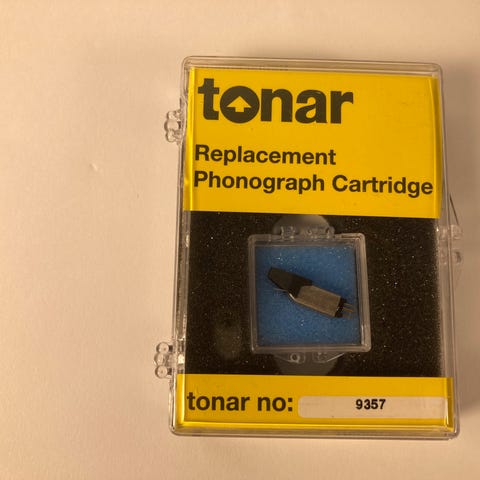 tonar
Replacement
Phonograph Cartridge
tonar no: 9357